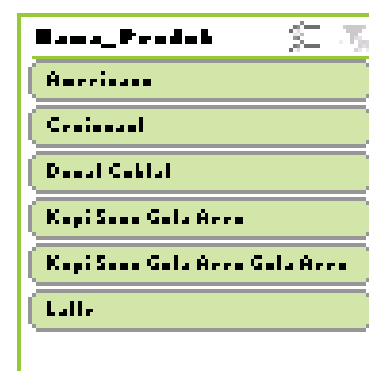 Nama_Produk
Americano
Croissant
Donat Coklat
Kopi Susu Gula Aren
Kopi Susu Gula Aren Gula Aren
Latte